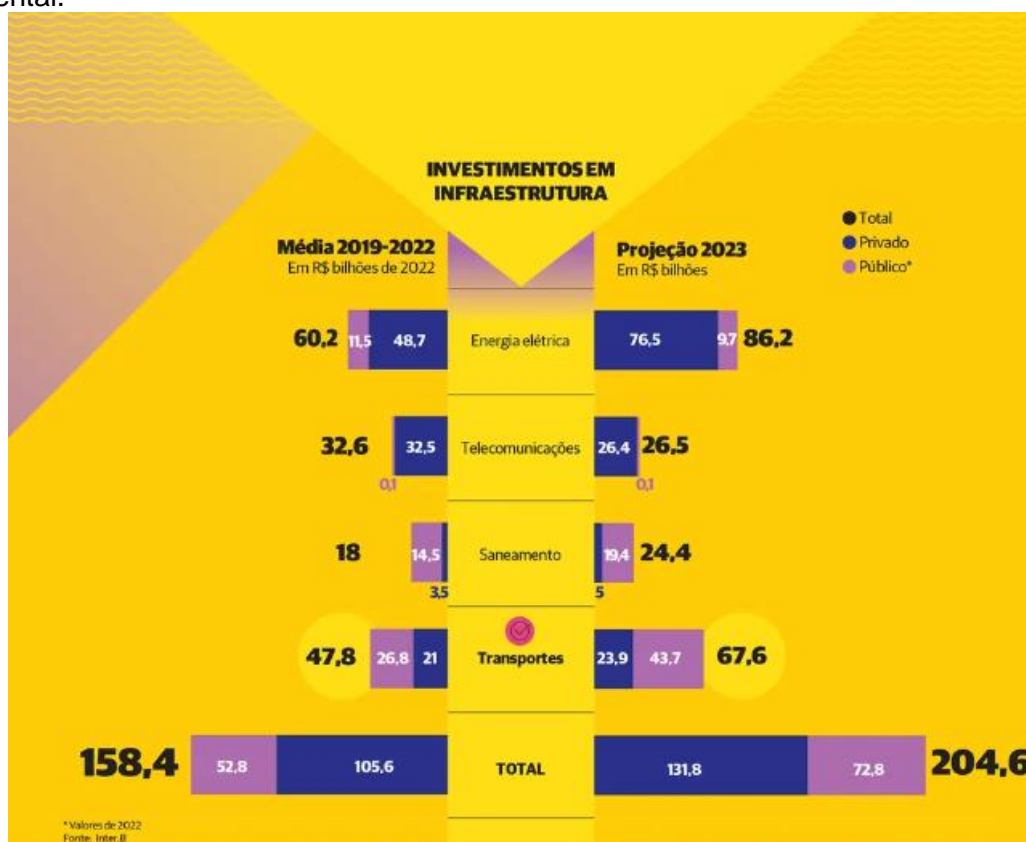 ental.
INVESTIMENTOS EM
INFRAESTRUTURA
Total
Privado
Público*
Média 2019-2022
Em R$ bilhões de 2022
Projeção 2023
Em R$ bilhões
60,2 11,5 48,7 Energia elétrica 76,5 9,7 86,2
32,6 32,5 Telecomunicações 26,4 26,5
0,1 0,1
18 14,5 Saneamento 19,4 24,4
3,5 5
47,8 26,8 21 Transportes 23,9 43,7 67,6
158,4 52,8 105,6 TOTAL 131,8 72,8 204,6
* Valores de 2022
Fonte: Inter.B